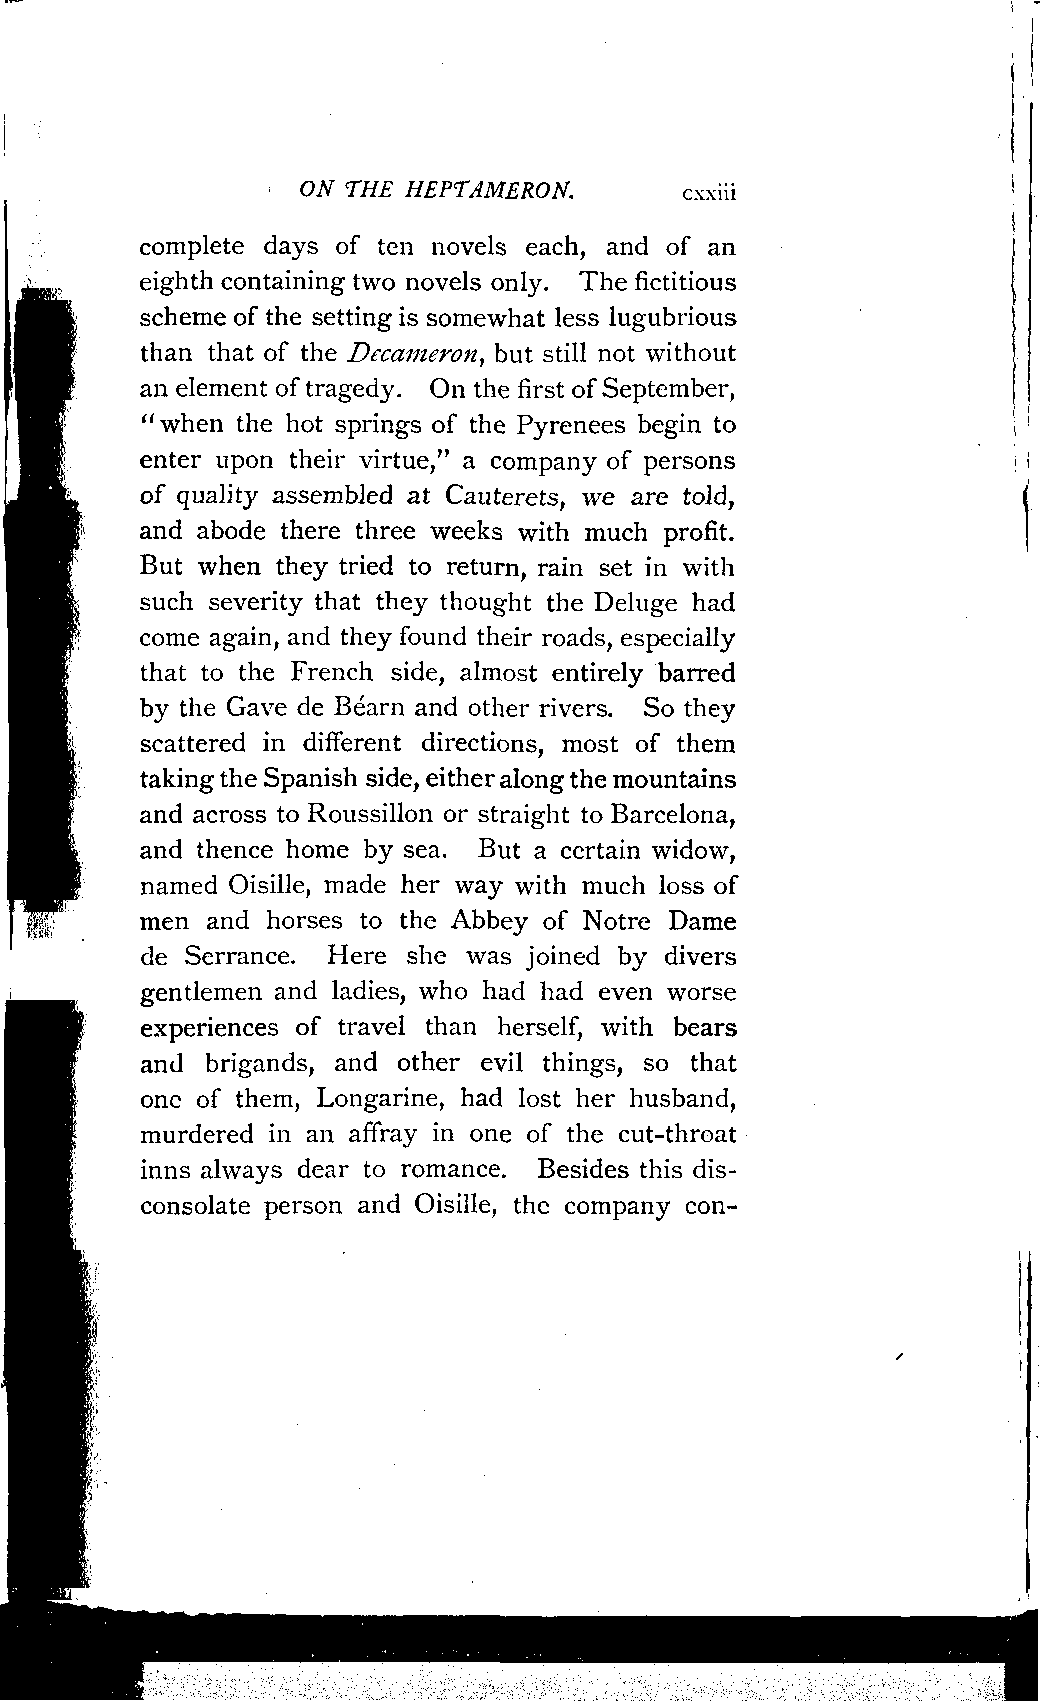 ON THE HEPTAMERON. cxxiii
complete days of ten novels each, and of an
eighth containing two novels only. The fictitious
scheme of the setting is somewhat less lugubrious
than that of the Decameron, but still not without
an element of tragedy. On the first of September,
"when the hot springs of the Pyrenees begin to
enter upon their virtue," a company of persons
of quality assembled at Cauterets, we are told,
and abode there three weeks with much profit.
But when they tried to return, rain set in with
such severity that they thought the Deluge had
come again, and they found their roads, especially
that to the French side, almost entirely barred
by the Gave de Béarn and other rivers. So they
scattered in different directions, most of them
taking the Spanish side, either along the mountains
and across to Roussillon or straight to Barcelona,
and thence home by sea. But a certain widow,
named Oisille, made her way with much loss of
men and horses to the Abbey of Notre Dame
de Serrance. Here she was joined by divers
gentlemen and ladies, who had had even worse
experiences of travel than herself, with bears
and brigands, and other evil things, so that
one of them, Longarine, had lost her husband,
murdered in an affray in one of the cut-throat
inns always dear to romance. Besides this dis-
consolate person and Oisille, the company con-